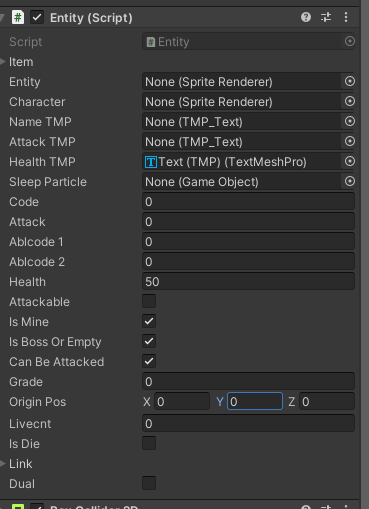 Entity (Script)
Script Entity
Item
Entity None (Sprite Renderer)
Character None (Sprite Renderer)
Name TMP None (TMP_Text)
Attack TMP None (TMP_Text)
Health TMP Text (TMP) (TextMeshPro)
Sleep Particle None (Game Object)
Code 0
Attack 0
Ablcode 1 0
Ablcode 2 0
Health 50
Attackable
Is Mine
Is Boss Or Empty
Can Be Attacked
Grade 0
Origin Pos X 0 Y 0 Z 0
Livecnt 0
Is Die
Link
Dual
Box Collider 2D